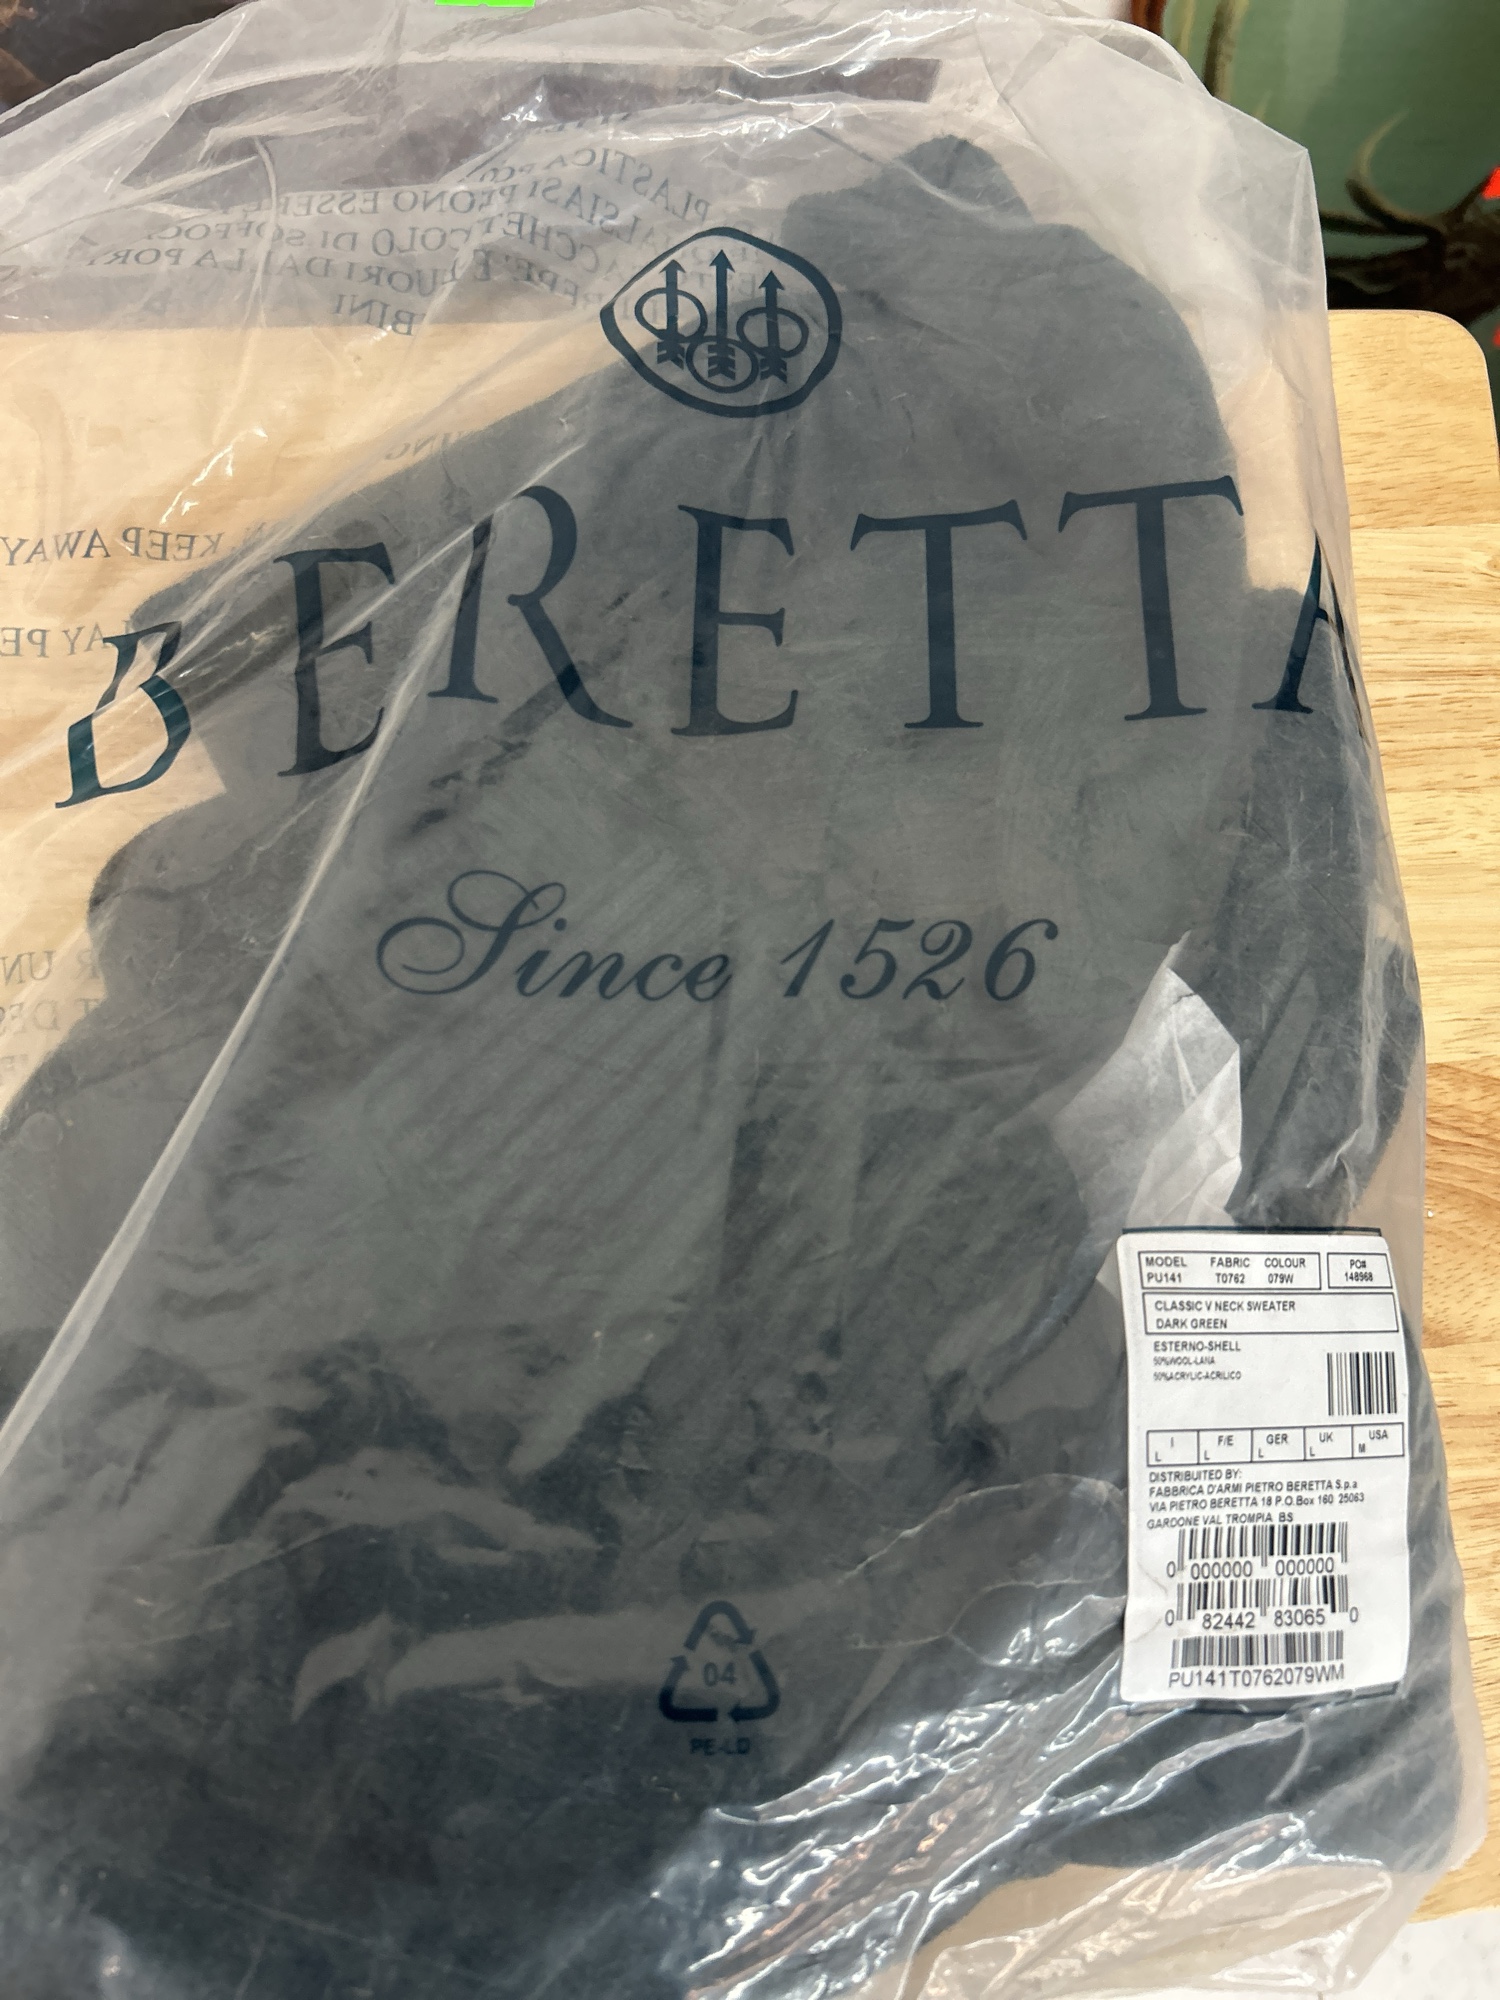 BERETTA
Since 1526
KEEP AWAY
MODEL FABRIC COLOUR
PU141 T0762 079W
PO#
148968
CLASSIC V NECK SWEATER
DARK GREEN
ESTERNO-SHELL
50%WOOL-LANA
50%ACRYLIC-ACRILICO
I F/E GER UK USA
L L L L M
DISTRIBUTED BY:
FABBRICA D'ARMI PIETRO BERETTA S.p.a
VIA PIETRO BERETTA 18 P.O.Box 160 25063
GARDONE VAL TROMPIA BS
0 000000 000000
0 82442 83065 0
PU141T0762079WM
04
PE-LD